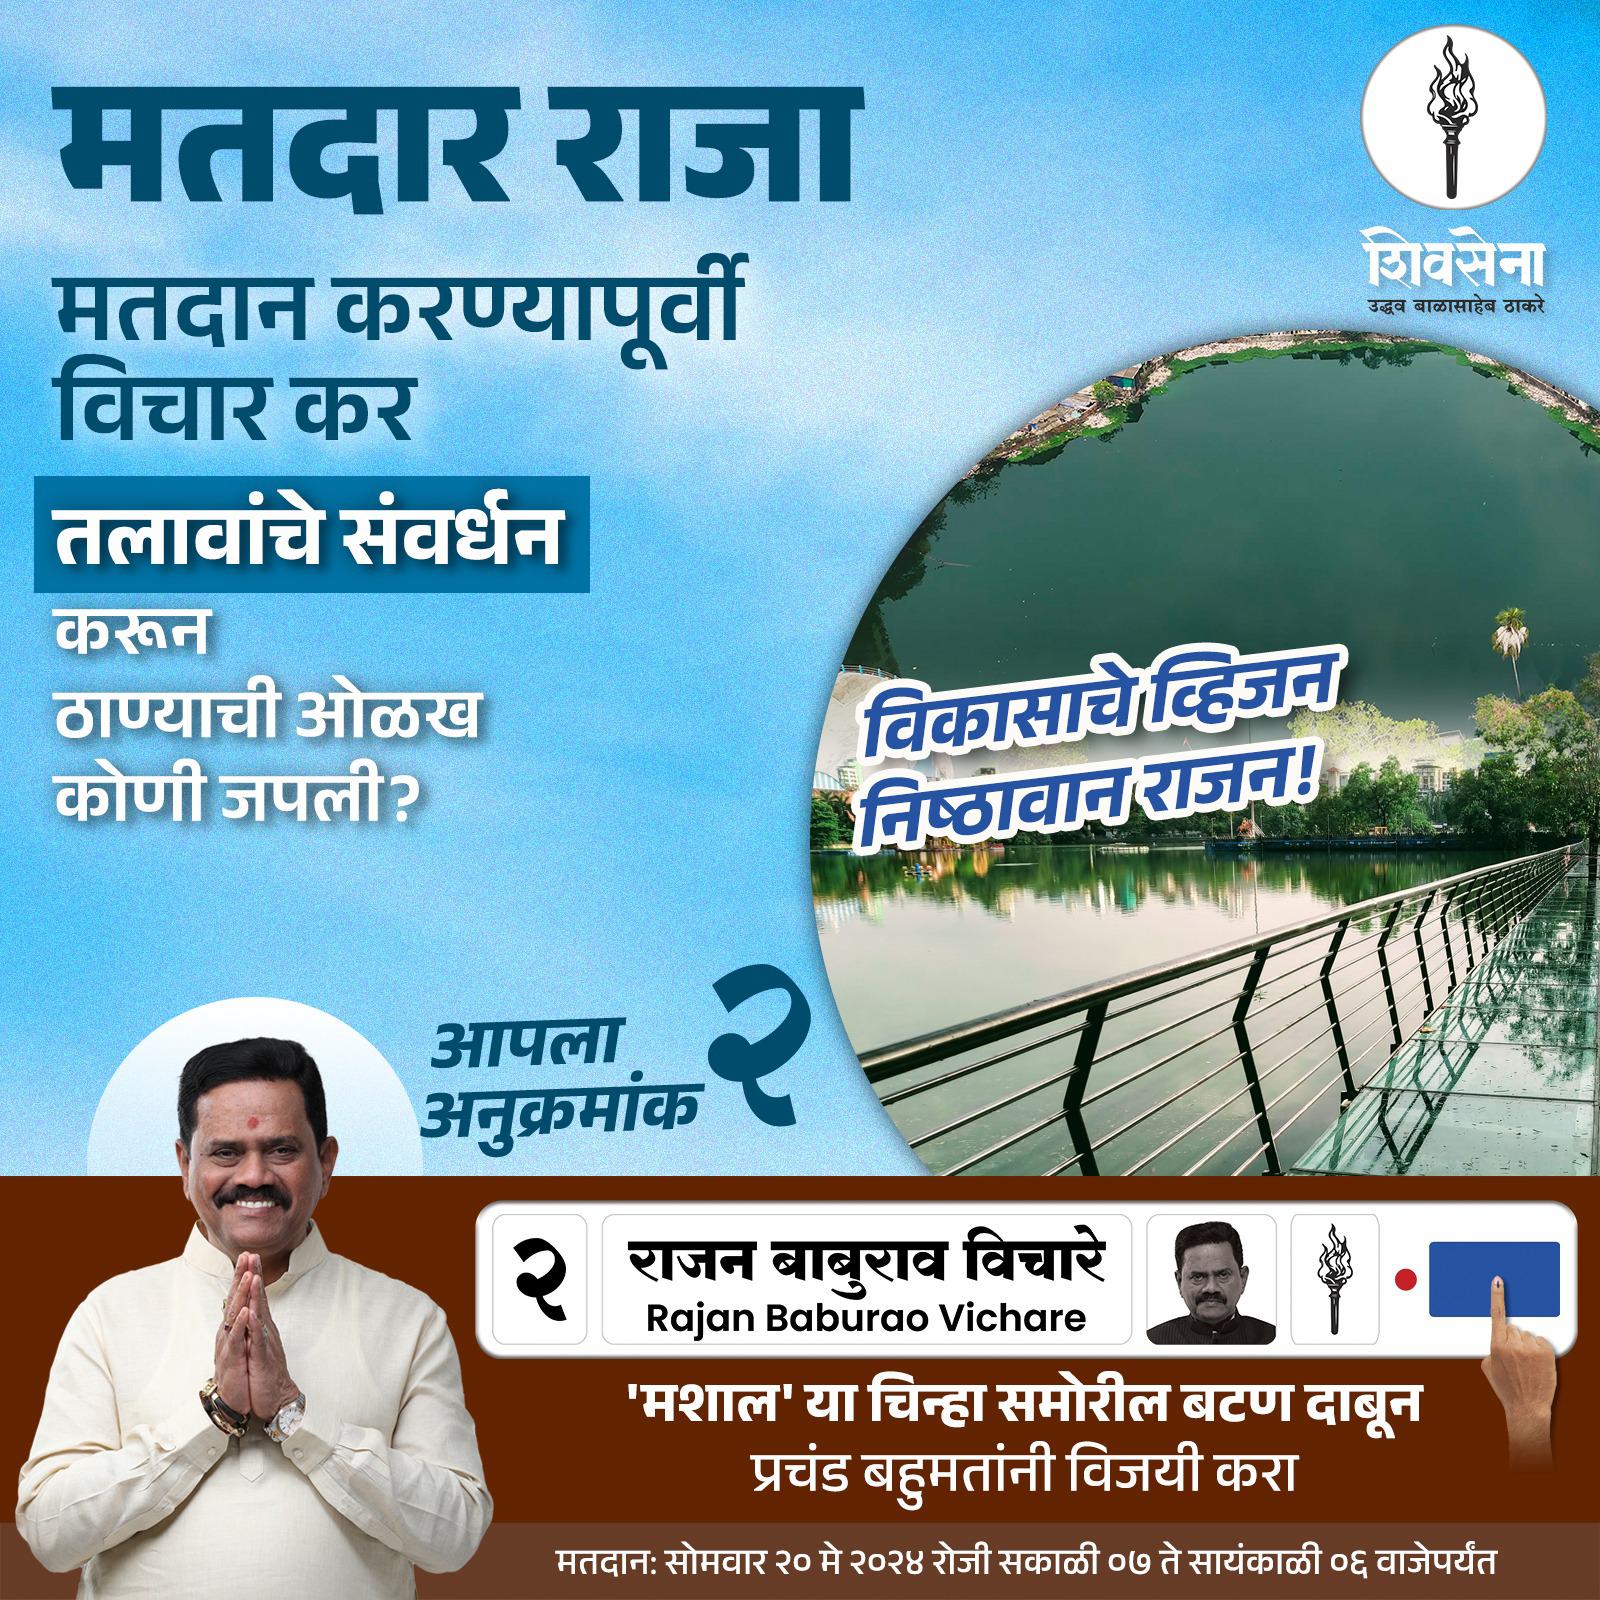 मतदार राजा
मतदान करण्यापूर्वी
विचार कर
तलावांचे संवर्धन
करून
ठाण्याची ओळख
कोणी जपली?
शिवसेना
उद्धव बाळासाहेब ठाकरे
विकासाचे व्हिजन
निष्ठावान राजन!
आपला
अनुक्रमांक २
२ राजन बाबुराव विचारे
Rajan Baburao Vichare
'मशाल' या चिन्हा समोरील बटण दाबून
प्रचंड बहुमतांनी विजयी करा
मतदान: सोमवार २० मे २०२४ रोजी सकाळी ०७ ते सायंकाळी ०६ वाजेपर्यंत